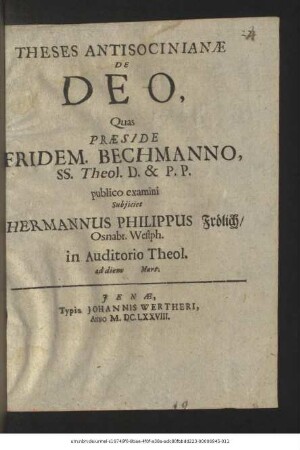 THESES ANTISOCINIANÆ
DE
DEO,
Quas
PRÆSIDE
FRIDEM. BECHMANNO,
SS. Theol. D. & P. P.
publico examini
Subjiciet
HERMANNUS PHILIPPUS Frölich/
Osnabr. Westph.
in Auditorio Theol.
ad diem Mart.
JENÆ,
Typis JOHANNIS WERTHERI,
Anno M. DC. LXXVIII.